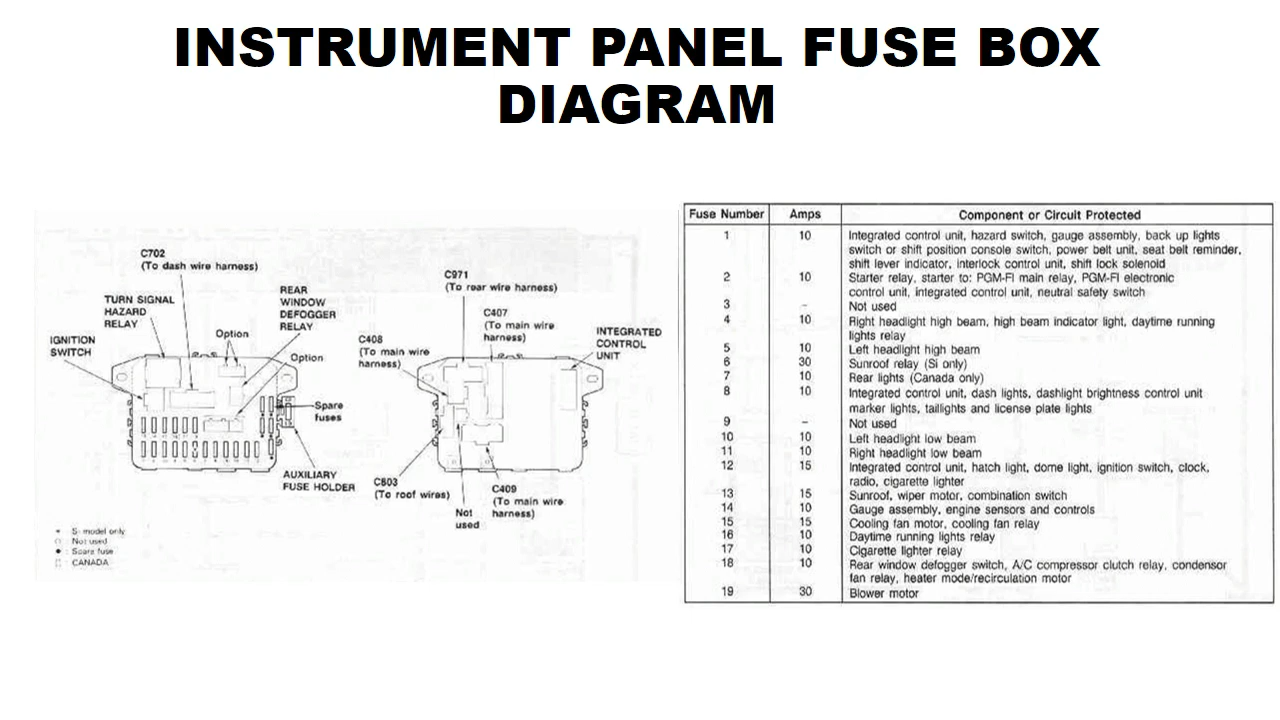 INSTRUMENT PANEL FUSE BOX
DIAGRAM
C702
(To dash wire harness)
TURN SIGNAL
HAZARD
RELAY
REAR
WINDOW
DEFOGGER
RELAY
IGNITION
SWITCH
Option
Option
Spare
fuses
AUXILIARY
FUSE HOLDER
C971
(To rear wire harness)
C407
(To main wire
harness)
C408
(To main wire
harness)
INTEGRATED
CONTROL
UNIT
C803
(To roof wires)
Not
used
C409
(To main wire
harness)
Si model only
: Not used
● : Spare fuse
: CANADA
Fuse Number Amps Component or Circuit Protected
1 10 Integrated control unit, hazard switch, gauge assembly, back up lights
switch or shift position console switch, power belt unit, seat belt reminder,
shift lever indicator, interlock control unit, shift lock solenoid
2 10 Starter relay, starter to: PGM-FI main relay, PGM-FI electronic
control unit, integrated control unit, neutral safety switch
3 - Not used
4 10 Right headlight high beam, high beam indicator light, daytime running
lights relay
5 10 Left headlight high beam
6 30 Sunroof relay (Si only)
7 10 Rear lights (Canada only)
8 10 Integrated control unit, dash lights, dashlight brightness control unit
marker lights, taillights and license plate lights
9 - Not used
10 10 Left headlight low beam
11 10 Right headlight low beam
12 15 Integrated control unit, hatch light, dome light, ignition switch, clock,
radio, cigarette lighter
13 15 Sunroof, wiper motor, combination switch
14 10 Gauge assembly, engine sensors and controls
15 15 Cooling fan motor, cooling fan relay
16 10 Daytime running lights relay
17 10 Cigarette lighter relay
18 10 Rear window defogger switch, A/C compressor clutch relay, condensor
fan relay, heater mode/recirculation motor
19 30 Blower motor